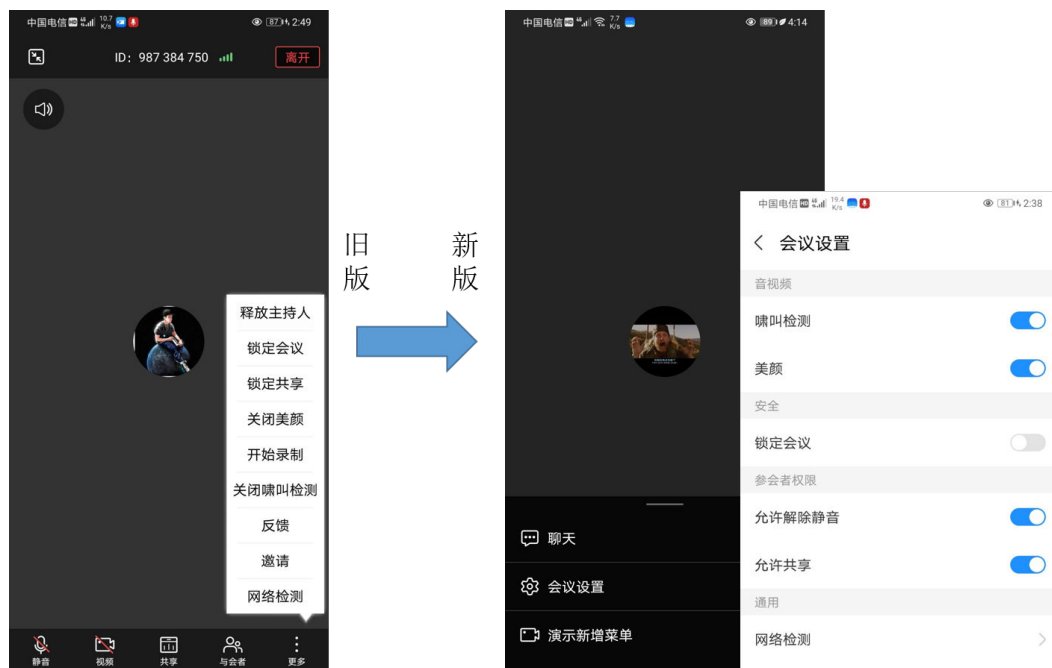 中国电信 HD 46 10.7 K/s 87 2:49
ID: 987 384 750 离开
释放主持人
锁定会议
锁定共享
关闭美颜
开始录制
关闭啸叫检测
反馈
邀请
网络检测
静音 视频 共享 与会者 更多
旧版
新版
中国电信 HD 46 7.7 K/s 89 4:14
聊天
会议设置
演示新增菜单
中国电信 HD 46 19.4 K/s 81 2:38
会议设置
音视频
啸叫检测
美颜
安全
锁定会议
参会者权限
允许解除静音
允许共享
通用
网络检测